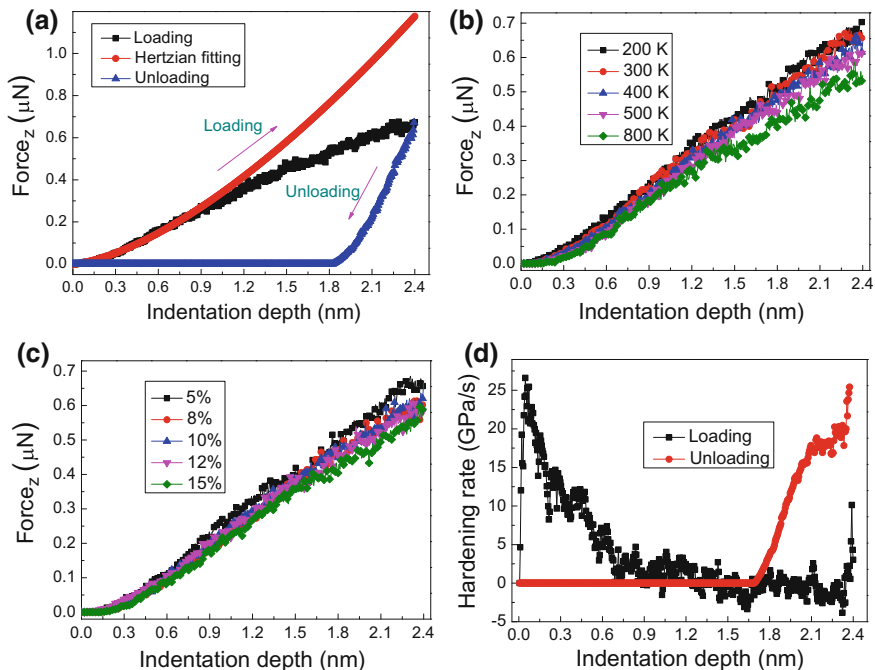 (a)
Loading
Hertzian fitting
Unloading
Loading
Unloading
Force_z (μN)
1.0
0.8
0.6
0.4
0.2
0.0
0.0 0.3 0.6 0.9 1.2 1.5 1.8 2.1 2.4
Indentation depth (nm)
(b)
200 K
300 K
400 K
500 K
800 K
Force_z (μN)
0.7
0.6
0.5
0.4
0.3
0.2
0.1
0.0
0.0 0.3 0.6 0.9 1.2 1.5 1.8 2.1 2.4
Indentation depth (nm)
(c)
5%
8%
10%
12%
15%
Force_z (μN)
0.7
0.6
0.5
0.4
0.3
0.2
0.1
0.0
0.0 0.3 0.6 0.9 1.2 1.5 1.8 2.1 2.4
Indentation depth (nm)
(d)
Loading
Unloading
Hardening rate (GPa/s)
25
20
15
10
5
0
-5
0.0 0.3 0.6 0.9 1.2 1.5 1.8 2.1 2.4
Indentation depth (nm)